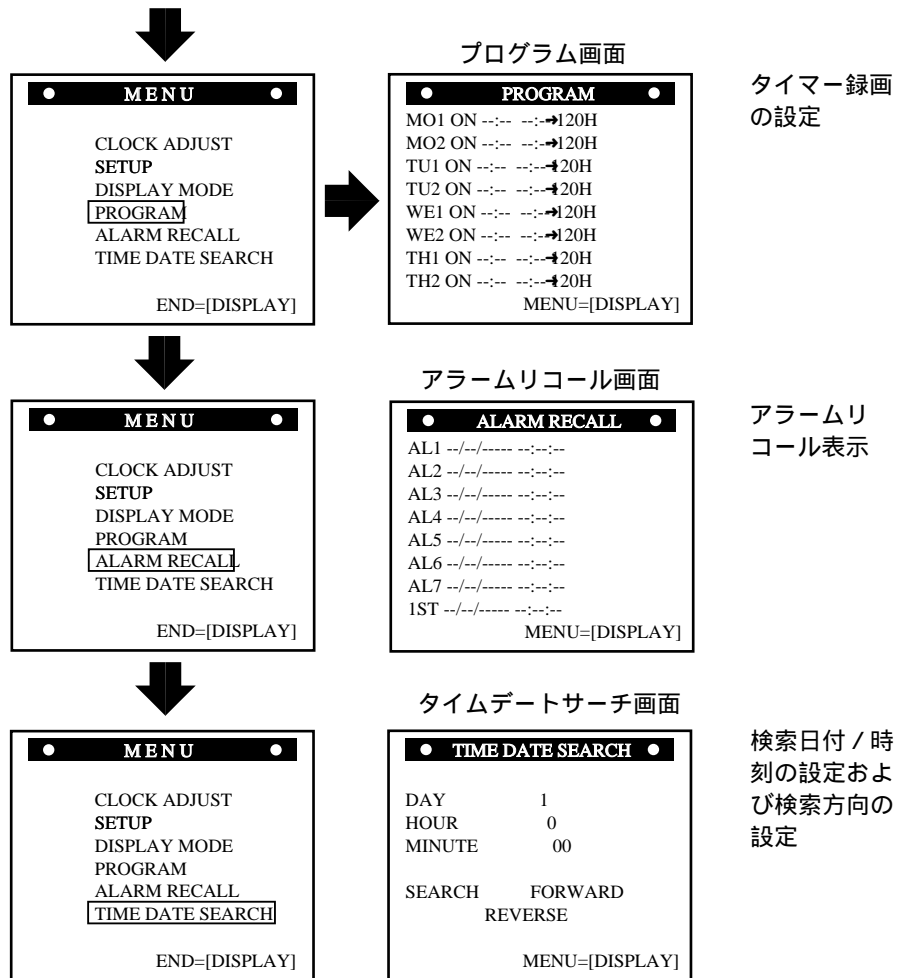 プログラム画面
MENU
CLOCK ADJUST
SETUP
DISPLAY MODE
PROGRAM
ALARM RECALL
TIME DATE SEARCH
END=[DISPLAY]
PROGRAM
MO1 ON --:-- --:--→120H
MO2 ON --:-- --:--→120H
TU1 ON --:-- --:--→120H
TU2 ON --:-- --:--→120H
WE1 ON --:-- --:--→120H
WE2 ON --:-- --:--→120H
TH1 ON --:-- --:--→120H
TH2 ON --:-- --:--→120H
MENU=[DISPLAY]
タイマー録画
の設定
アラームリコール画面
MENU
CLOCK ADJUST
SETUP
DISPLAY MODE
PROGRAM
ALARM RECALL
TIME DATE SEARCH
END=[DISPLAY]
ALARM RECALL
AL1 --/--/----- --:--:--
AL2 --/--/----- --:--:--
AL3 --/--/----- --:--:--
AL4 --/--/----- --:--:--
AL5 --/--/----- --:--:--
AL6 --/--/----- --:--:--
AL7 --/--/----- --:--:--
1ST --/--/----- --:--:--
MENU=[DISPLAY]
アラームリ
コール表示
タイムデートサーチ画面
MENU
CLOCK ADJUST
SETUP
DISPLAY MODE
PROGRAM
ALARM RECALL
TIME DATE SEARCH
END=[DISPLAY]
TIME DATE SEARCH
DAY 1
HOUR 0
MINUTE 00
SEARCH FORWARD
REVERSE
MENU=[DISPLAY]
検索日付 / 時
刻の設定およ
び検索方向の
設定